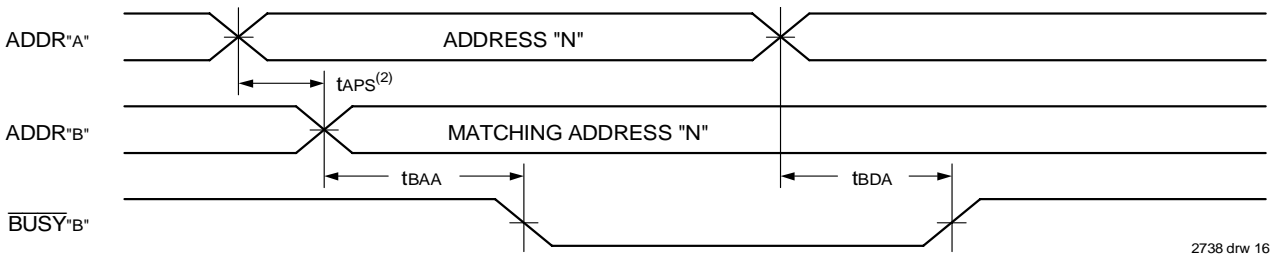 ADDR"A"
ADDRESS "N"
tAPS(2)
ADDR"B"
MATCHING ADDRESS "N"
tBAA
tBDA
BUSY"B"
2738 drw 16